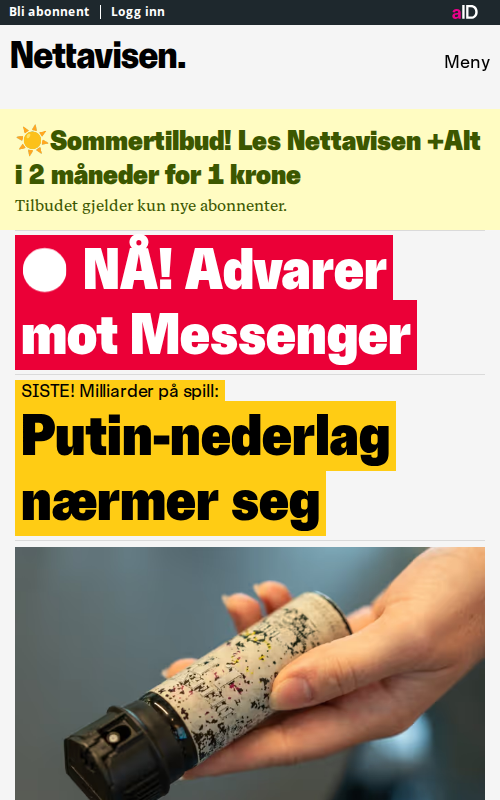 Bli abonnent | Logg inn
aID
Nettavisen.
Meny
☀️Sommertilbud! Les Nettavisen +Alt
i 2 måneder for 1 krone
Tilbudet gjelder kun nye abonnenter.
NÅ! Advarer
mot Messenger
SISTE! Milliarder på spill:
Putin-nederlag
nærmer seg